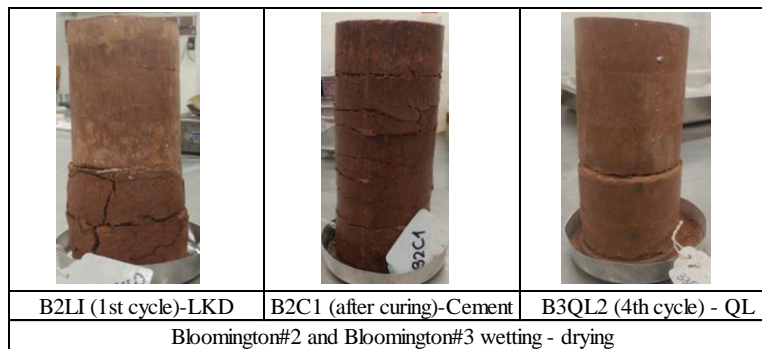 B2C1
B2LI (1st cycle)-LKD
B2C1 (after curing)-Cement
B3QL2 (4th cycle) - QL
Bloomington#2 and Bloomington#3 wetting - drying